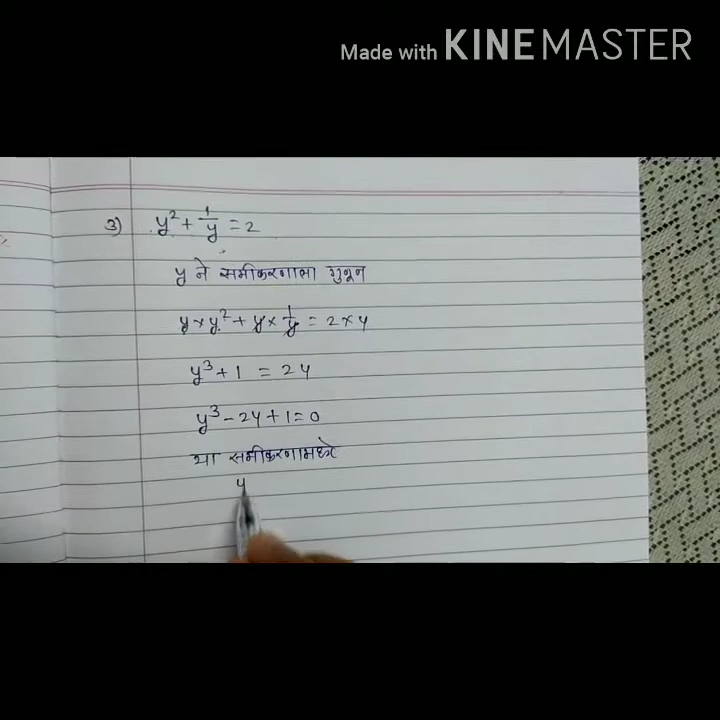 Made with KINEMASTER
3) y² + 1/y = 2
y ने समीकरणाला गुणून
y × y² + y × 1/y = 2 × y
y³ + 1 = 2y
y³ - 2y + 1 = 0
या समीकरणामध्ये
y